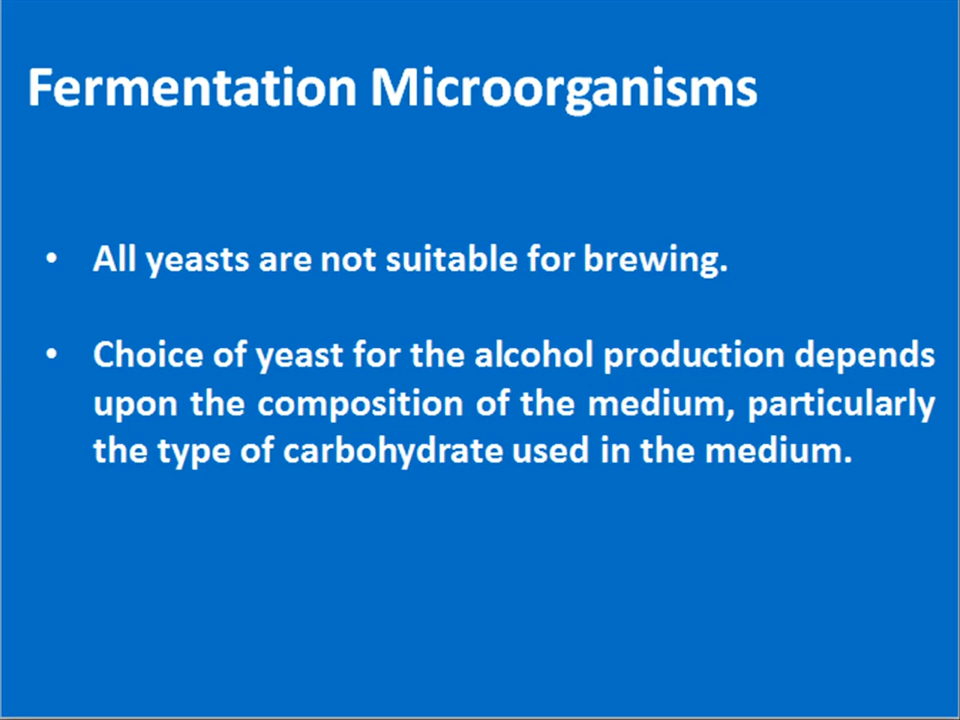 Fermentation Microorganisms
• All yeasts are not suitable for brewing.
• Choice of yeast for the alcohol production depends
upon the composition of the medium, particularly
the type of carbohydrate used in the medium.